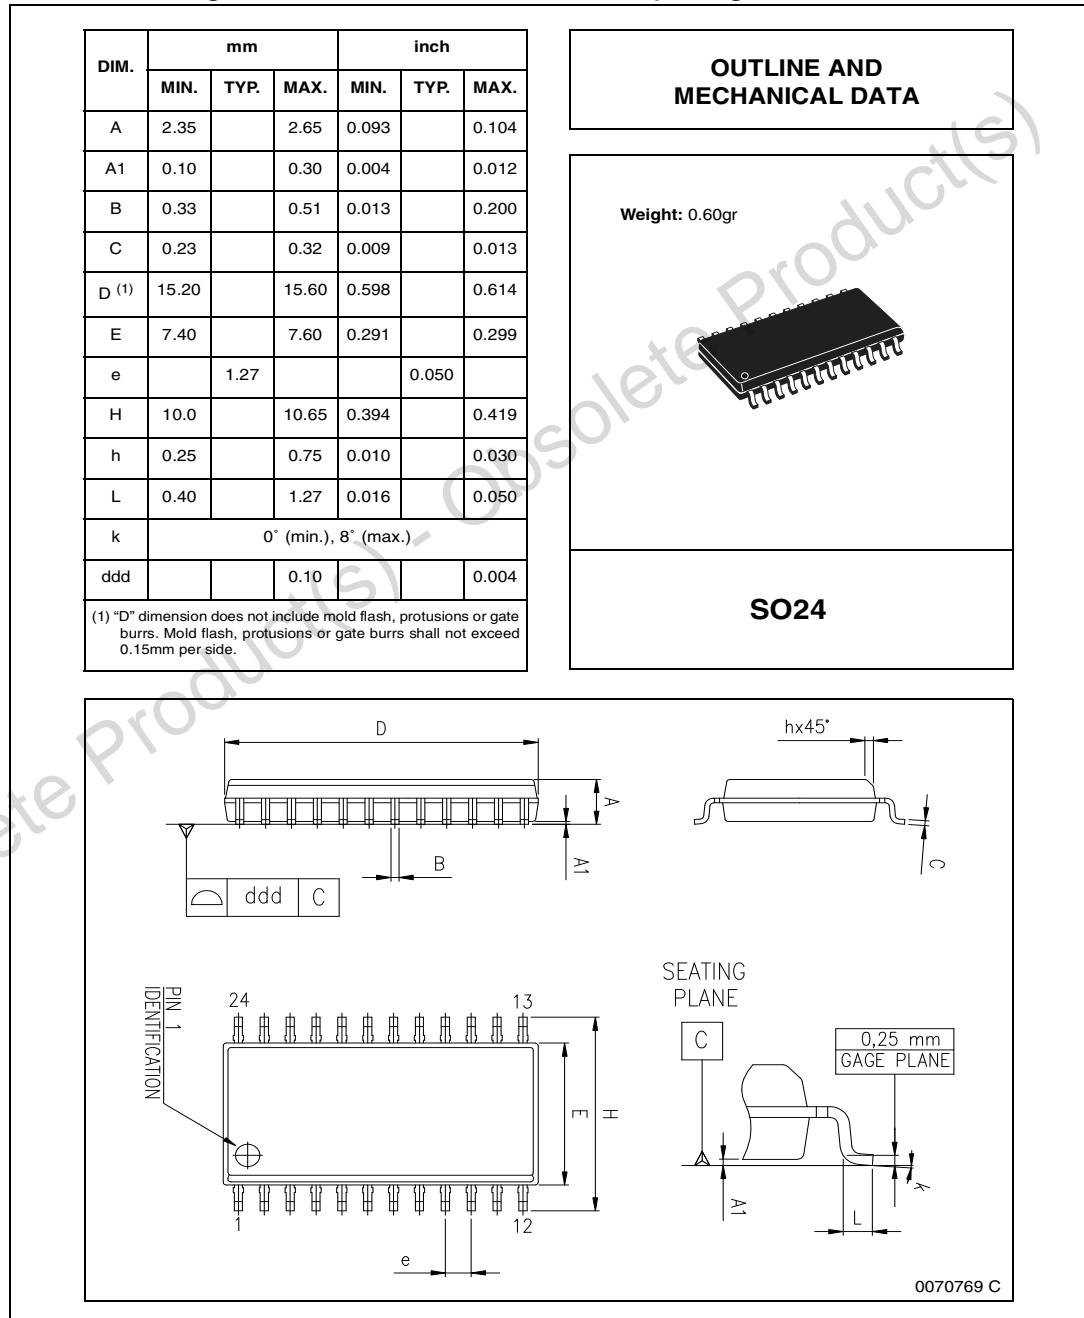 DIM. mm inch
MIN. TYP. MAX. MIN. TYP. MAX.
A 2.35 2.65 0.093 0.104
A1 0.10 0.30 0.004 0.012
B 0.33 0.51 0.013 0.200
C 0.23 0.32 0.009 0.013
D (1) 15.20 15.60 0.598 0.614
E 7.40 7.60 0.291 0.299
e 1.27 0.050
H 10.0 10.65 0.394 0.419
h 0.25 0.75 0.010 0.030
L 0.40 1.27 0.016 0.050
k 0˚ (min.), 8˚ (max.)
ddd 0.10 0.004
(1) “D” dimension does not include mold flash, protusions or gate
burrs. Mold flash, protusions or gate burrs shall not exceed
0.15mm per side.
OUTLINE AND
MECHANICAL DATA
Weight: 0.60gr
SO24
D
hx45°
A
A1
B
C
ddd C
PIN 1
IDENTIFICATION
24
13
E
H
1
12
e
SEATING
PLANE
C
0,25 mm
GAGE PLANE
A1
L
k
0070769 C
ete Product(s) - Obsolete Product(s)